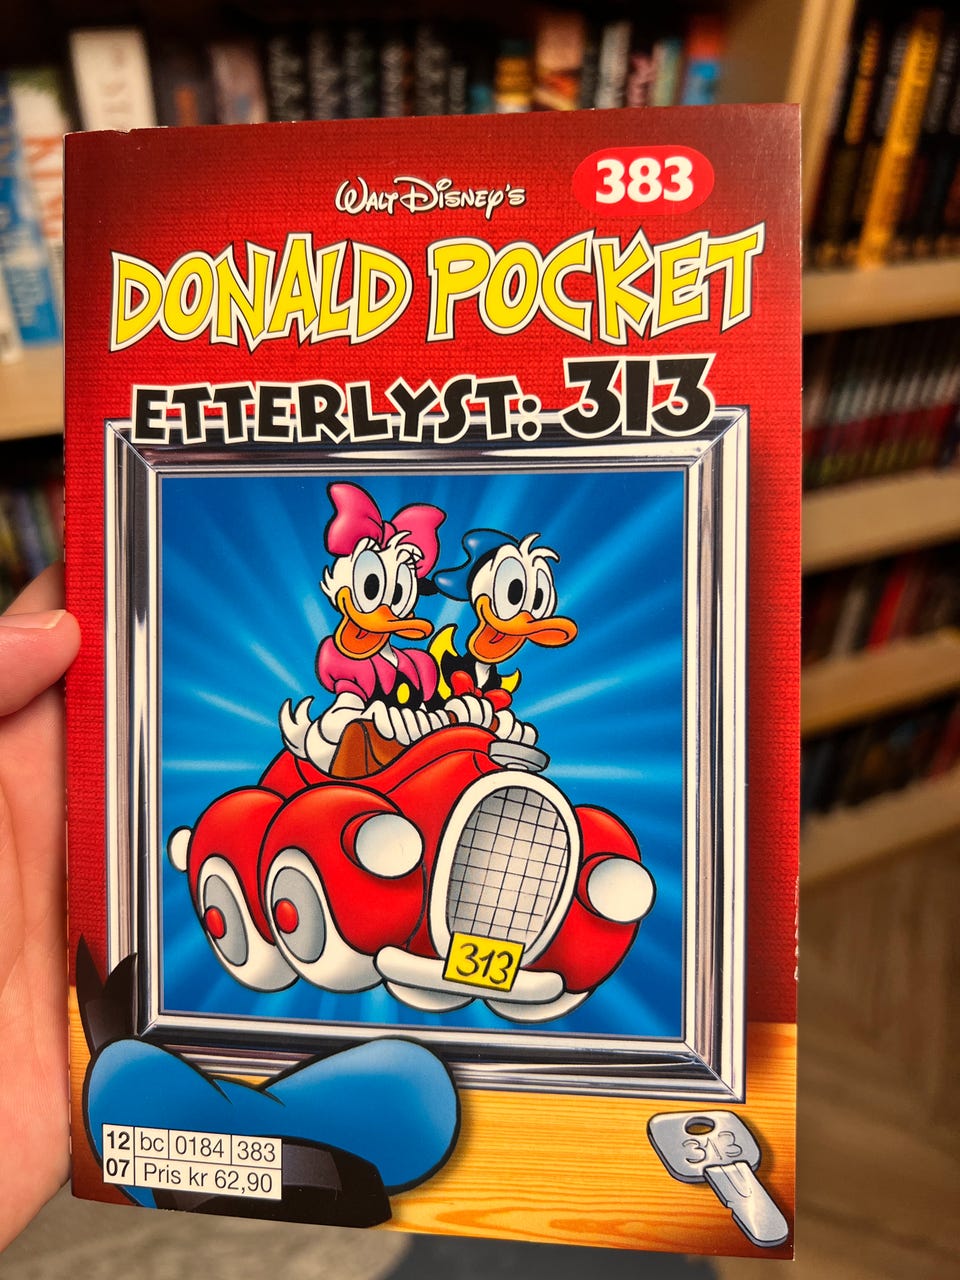 383
WALT DISNEY'S
DONALD POCKET
ETTERLYST: 313
313
313
12 bc 0184 383
07 Pris kr 62,90